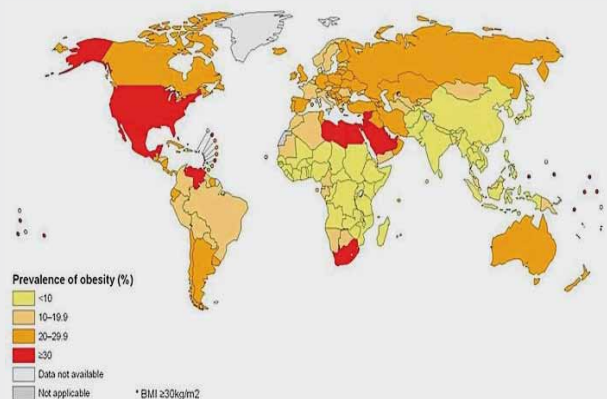 Prevalence of obesity (%)
<10
10–19.9
20–29.9
≥30
Data not available
Not applicable
* BMI ≥30kg/m2